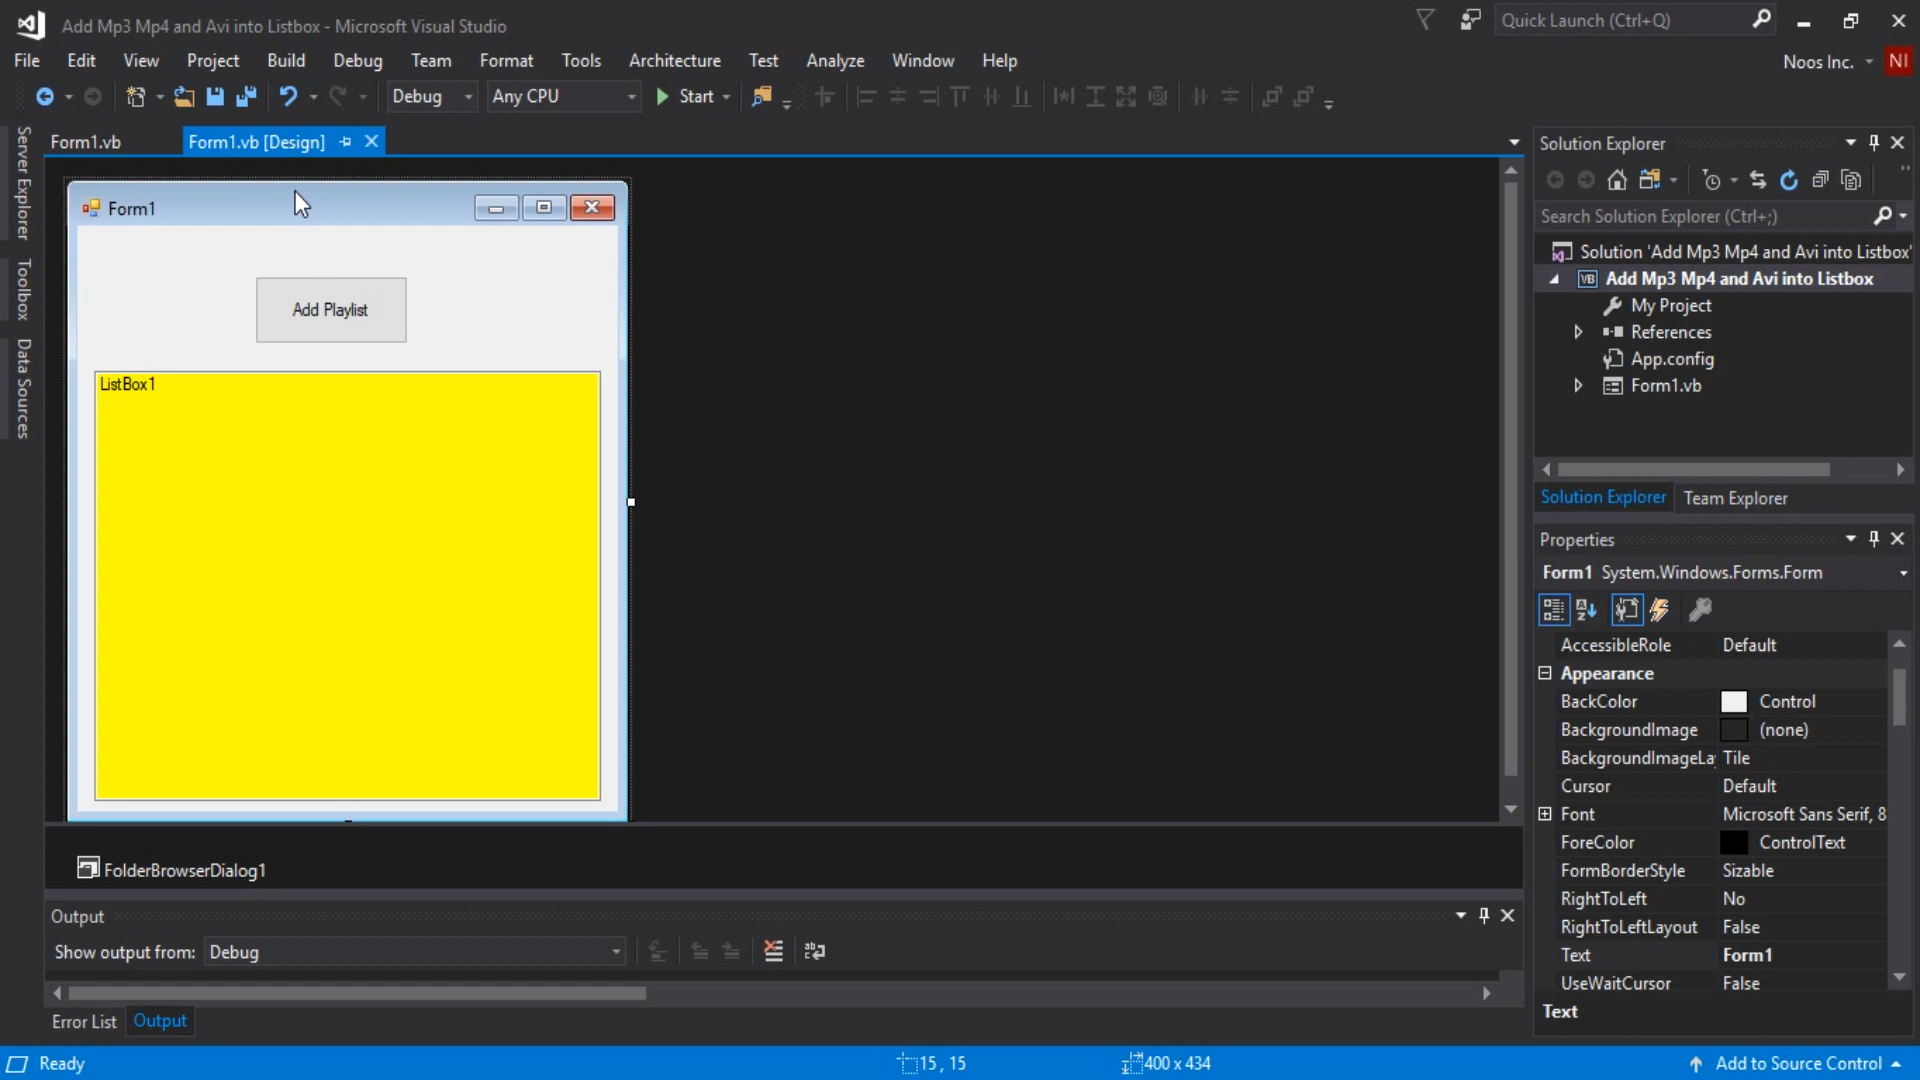 Add Mp3 Mp4 and Avi into Listbox - Microsoft Visual Studio
Quick Launch (Ctrl+Q)
File Edit View Project Build Debug Team Format Tools Architecture Test Analyze Window Help
Noos Inc. NI
Debug Any CPU Start
Form1.vb Form1.vb [Design]
Server Explorer
Toolbox
Data Sources
Form1
Add Playlist
ListBox1
FolderBrowserDialog1
Output
Show output from: Debug
Error List Output
Solution Explorer
Search Solution Explorer (Ctrl+;)
Solution 'Add Mp3 Mp4 and Avi into Listbox'
VB Add Mp3 Mp4 and Avi into Listbox
My Project
References
App.config
Form1.vb
Solution Explorer Team Explorer
Properties
Form1 System.Windows.Forms.Form
AccessibleRole Default
Appearance
BackColor Control
BackgroundImage (none)
BackgroundImageLa Tile
Cursor Default
Font Microsoft Sans Serif, 8
ForeColor ControlText
FormBorderStyle Sizable
RightToLeft No
RightToLeftLayout False
Text Form1
UseWaitCursor False
Text
Ready 15 , 15 400 x 434 Add to Source Control